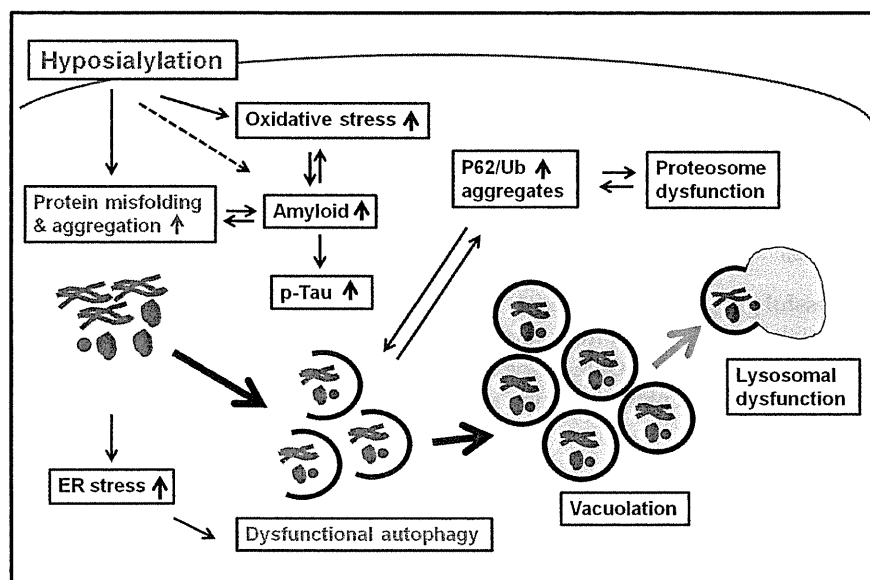 Hyposialylation
Oxidative stress ↑
P62/Ub ↑
aggregates
Proteosome
dysfunction
Protein misfolding
& aggregation ↑
Amyloid ↑
p-Tau ↑
Lysosomal
dysfunction
ER stress ↑
Vacuolation
Dysfunctional autophagy